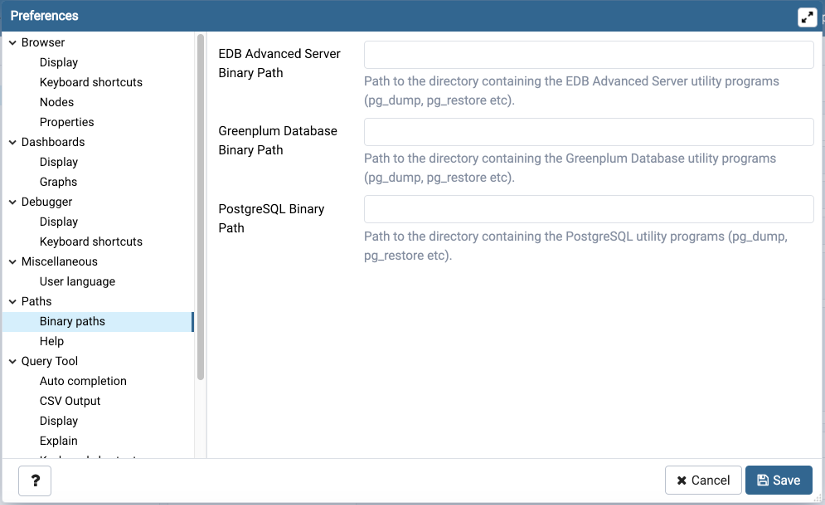 Preferences
Browser
Display
Keyboard shortcuts
Nodes
Properties
Dashboards
Display
Graphs
Debugger
Display
Keyboard shortcuts
Miscellaneous
User language
Paths
Binary paths
Help
Query Tool
Auto completion
CSV Output
Display
Explain
EDB Advanced Server
Binary Path
Path to the directory containing the EDB Advanced Server utility programs
(pg_dump, pg_restore etc).
Greenplum Database
Binary Path
Path to the directory containing the Greenplum Database utility programs
(pg_dump, pg_restore etc).
PostgreSQL Binary
Path
Path to the directory containing the PostgreSQL utility programs (pg_dump,
pg_restore etc).
?
Cancel
Save